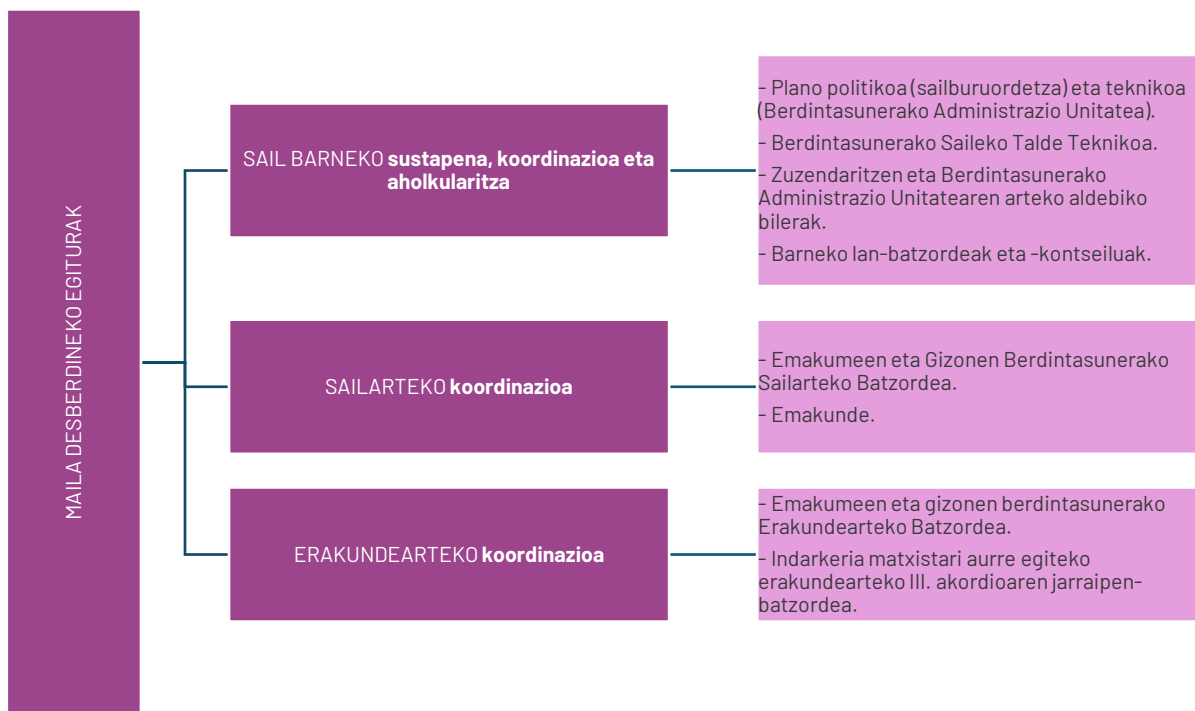 MAILA DESBERDINEKO EGITURAK
SAIL BARNEKO sustapena, koordinazioa eta
aholkularitza
- Plano politikoa (sailburuordetza) eta teknikoa
(Berdintasunerako Administrazio Unitatea).
- Berdintasunerako Saileko Talde Teknikoa.
- Zuzendaritzen eta Berdintasunerako
Administrazio Unitatearen arteko aldebiko
bilerak.
- Barneko lan-batzordeak eta -kontseiluak.
SAILARTEKO koordinazioa
- Emakumeen eta Gizonen Berdintasunerako
Sailarteko Batzordea.
- Emakunde.
ERAKUNDEARTEKO koordinazioa
- Emakumeen eta gizonen berdintasunerako
Erakundearteko Batzordea.
- Indarkeria matxistari aurre egiteko
erakundearteko III. akordioaren jarraipen-
batzordea.